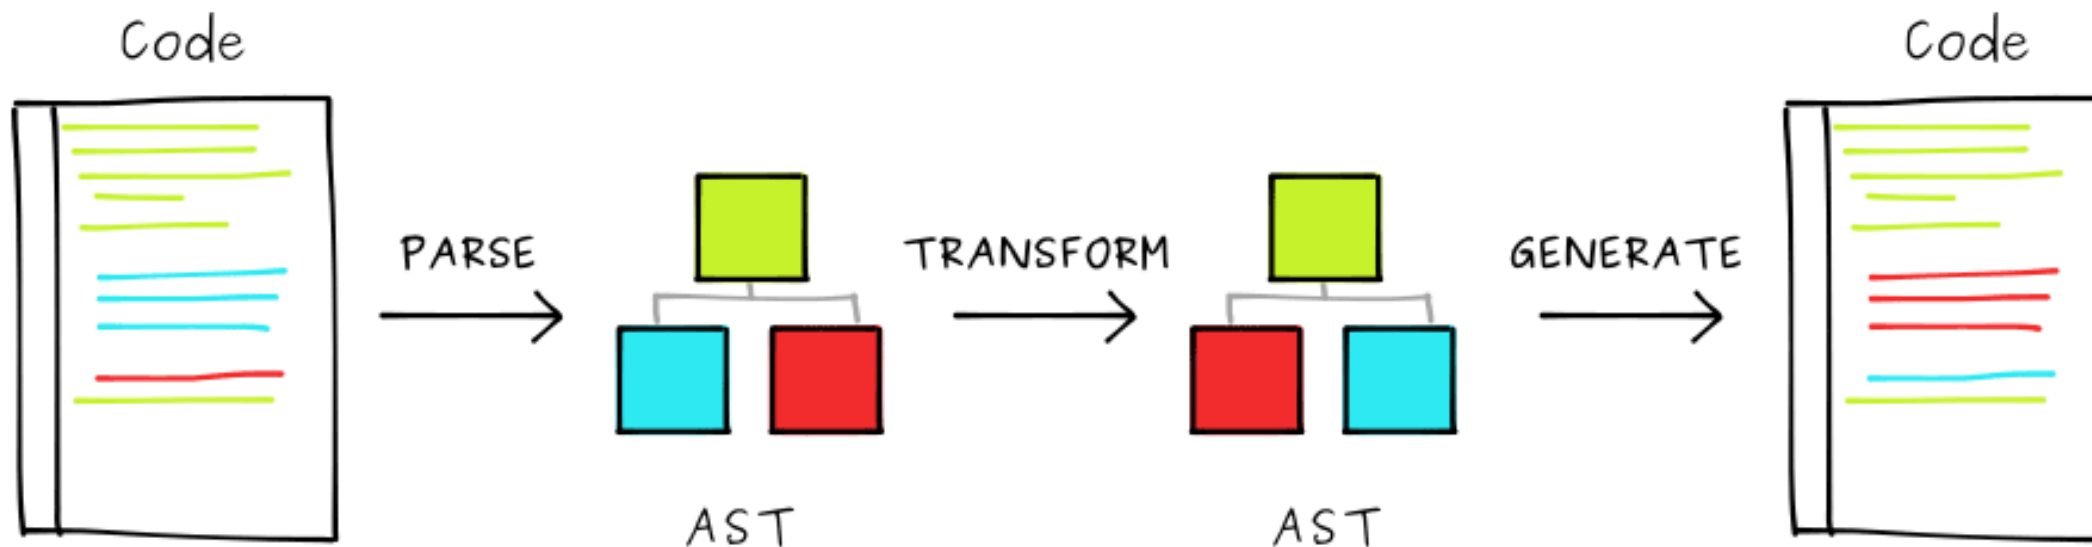 Code
PARSE
AST
TRANSFORM
AST
GENERATE
Code